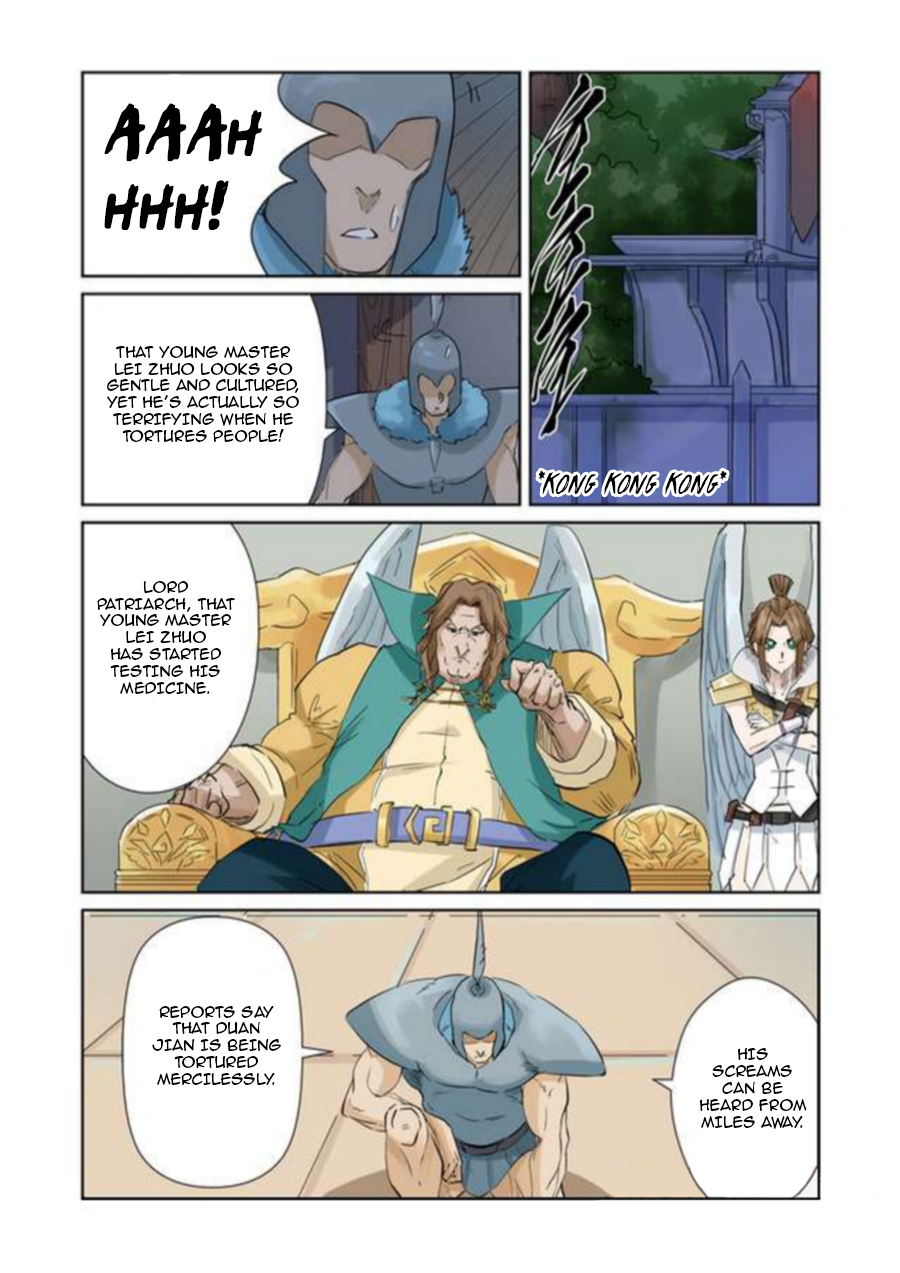 AAAH
HHH!
THAT YOUNG MASTER
LEI ZHUO LOOKS SO
GENTLE AND CULTURED,
YET HE'S ACTUALLY SO
TERRIFYING WHEN HE
TORTURES PEOPLE!
*KONG KONG KONG*
LORD
PATRIARCH, THAT
YOUNG MASTER
LEI ZHUO
HAS STARTED
TESTING HIS
MEDICINE.
REPORTS SAY
THAT DUAN
JIAN IS BEING
TORTURED
MERCILESSLY.
HIS
SCREAMS
CAN BE
HEARD FROM
MILES AWAY.